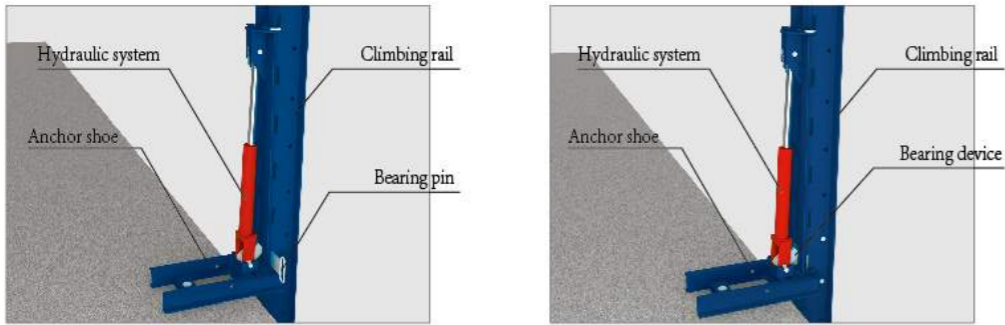 Hydraulic system
Climbing rail
Anchor shoe
Bearing pin
Hydraulic system
Climbing rail
Anchor shoe
Bearing device